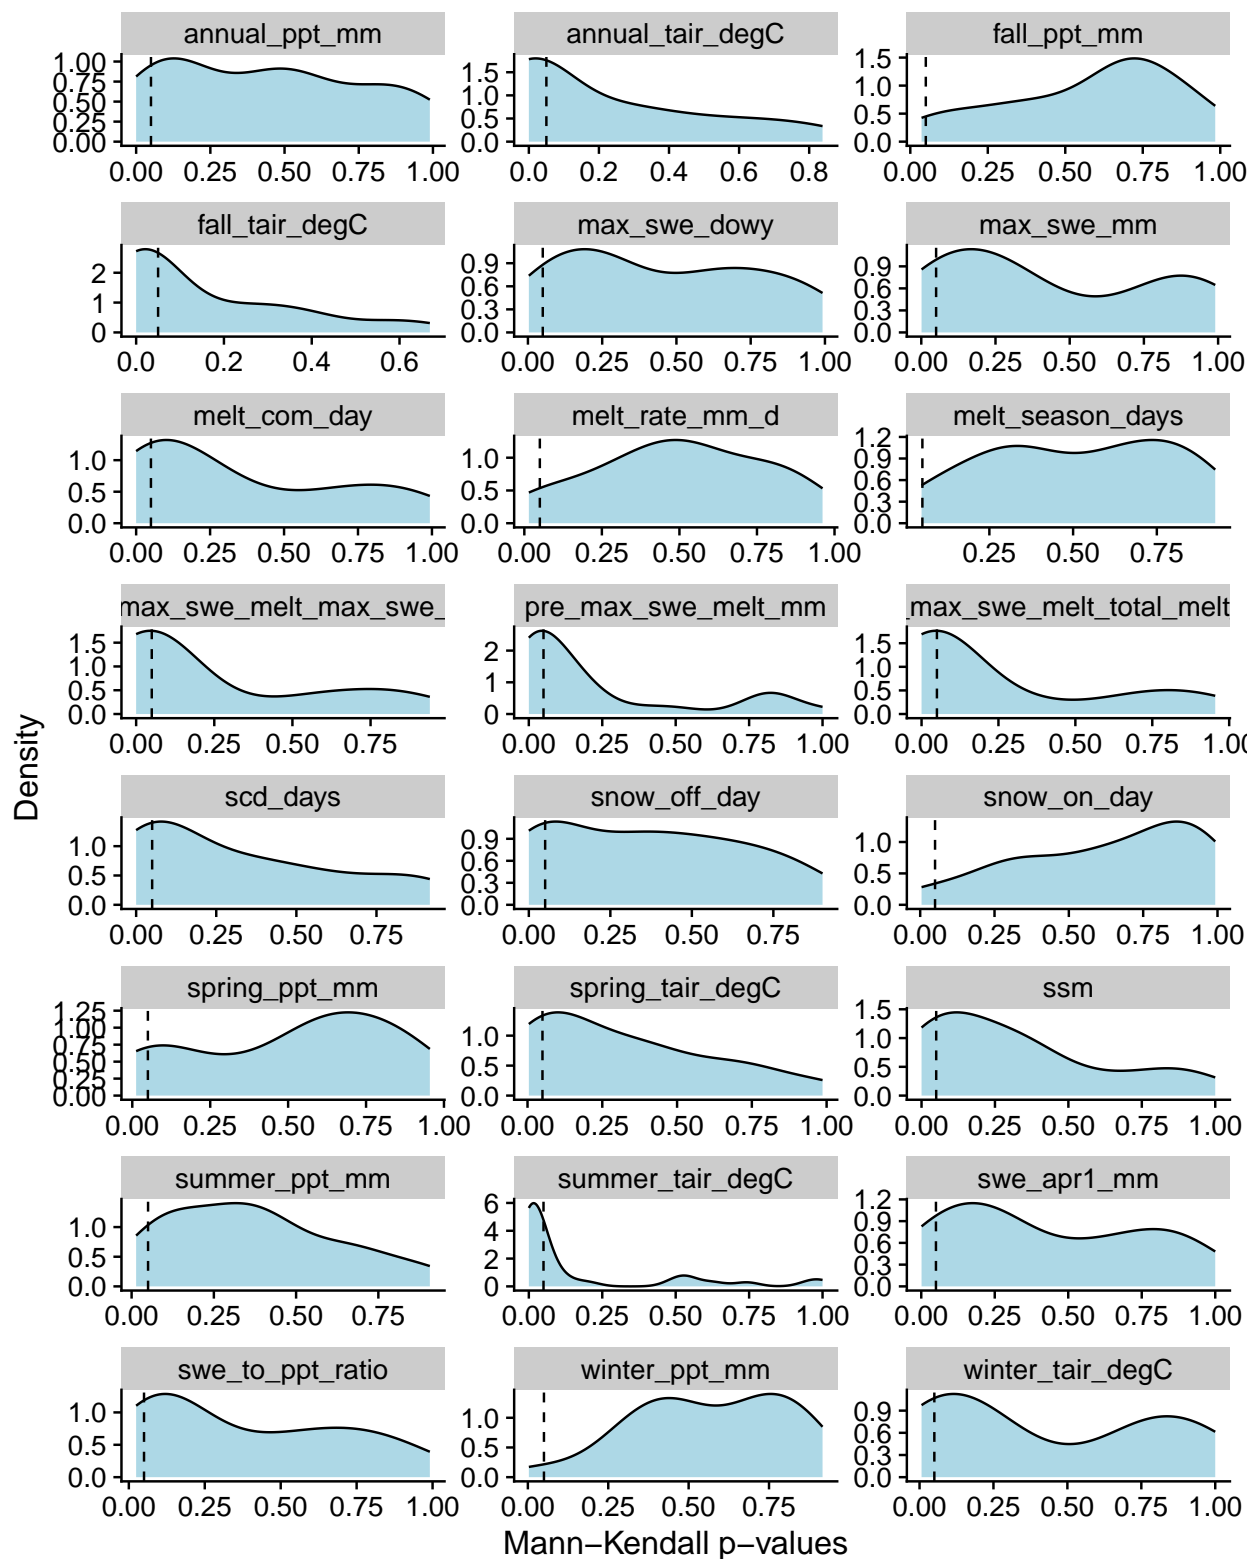 annual_ppt_mm
annual_tair_degC
fall_ppt_mm
1.00
0.75
0.50
0.25
0.00
0.00 0.25 0.50 0.75 1.00
1.5
1.0
0.5
0.0
0.0 0.2 0.4 0.6 0.8
1.5
1.0
0.5
0.0
0.00 0.25 0.50 0.75 1.00
fall_tair_degC
max_swe_dowy
max_swe_mm
2
1
0
0.0 0.2 0.4 0.6
0.9
0.6
0.3
0.0
0.00 0.25 0.50 0.75 1.00
0.9
0.6
0.3
0.0
0.00 0.25 0.50 0.75 1.00
melt_com_day
melt_rate_mm_d
melt_season_days
1.0
0.5
0.0
0.00 0.25 0.50 0.75 1.00
1.0
0.5
0.0
0.00 0.25 0.50 0.75 1.00
1.2
0.9
0.6
0.3
0.0
0.25 0.50 0.75
max_swe_melt_max_swe_
pre_max_swe_melt_mm
_max_swe_melt_total_melt
1.5
1.0
0.5
0.0
0.00 0.25 0.50 0.75
2
1
0
0.00 0.25 0.50 0.75 1.00
1.5
1.0
0.5
0.0
0.00 0.25 0.50 0.75 1.00
Density
scd_days
snow_off_day
snow_on_day
1.0
0.5
0.0
0.00 0.25 0.50 0.75
0.9
0.6
0.3
0.0
0.00 0.25 0.50 0.75
1.0
0.5
0.0
0.00 0.25 0.50 0.75 1.00
spring_ppt_mm
spring_tair_degC
ssm
1.25
1.00
0.75
0.50
0.25
0.00
0.00 0.25 0.50 0.75 1.00
1.0
0.5
0.0
0.00 0.25 0.50 0.75 1.00
1.5
1.0
0.5
0.0
0.00 0.25 0.50 0.75 1.00
summer_ppt_mm
summer_tair_degC
swe_apr1_mm
1.0
0.5
0.0
0.00 0.25 0.50 0.75
6
4
2
0
0.00 0.25 0.50 0.75 1.00
1.2
0.9
0.6
0.3
0.0
0.00 0.25 0.50 0.75 1.00
swe_to_ppt_ratio
winter_ppt_mm
winter_tair_degC
1.0
0.5
0.0
0.00 0.25 0.50 0.75 1.00
1.0
0.5
0.0
0.00 0.25 0.50 0.75
0.9
0.6
0.3
0.0
0.00 0.25 0.50 0.75 1.00
Mann−Kendall p−values